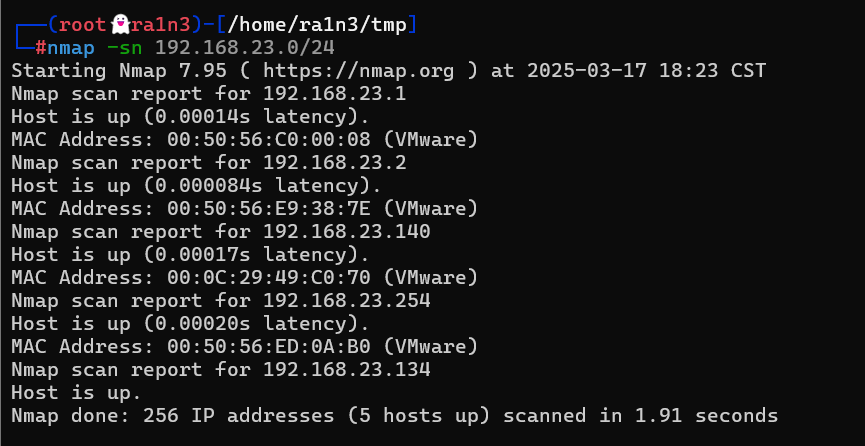 ┌──(root👻ra1n3)-[/home/ra1n3/tmp]
└─#nmap -sn 192.168.23.0/24
Starting Nmap 7.95 ( https://nmap.org ) at 2025-03-17 18:23 CST
Nmap scan report for 192.168.23.1
Host is up (0.00014s latency).
MAC Address: 00:50:56:C0:00:08 (VMware)
Nmap scan report for 192.168.23.2
Host is up (0.000084s latency).
MAC Address: 00:50:56:E9:38:7E (VMware)
Nmap scan report for 192.168.23.140
Host is up (0.00017s latency).
MAC Address: 00:0C:29:49:C0:70 (VMware)
Nmap scan report for 192.168.23.254
Host is up (0.00020s latency).
MAC Address: 00:50:56:ED:0A:B0 (VMware)
Nmap scan report for 192.168.23.134
Host is up.
Nmap done: 256 IP addresses (5 hosts up) scanned in 1.91 seconds